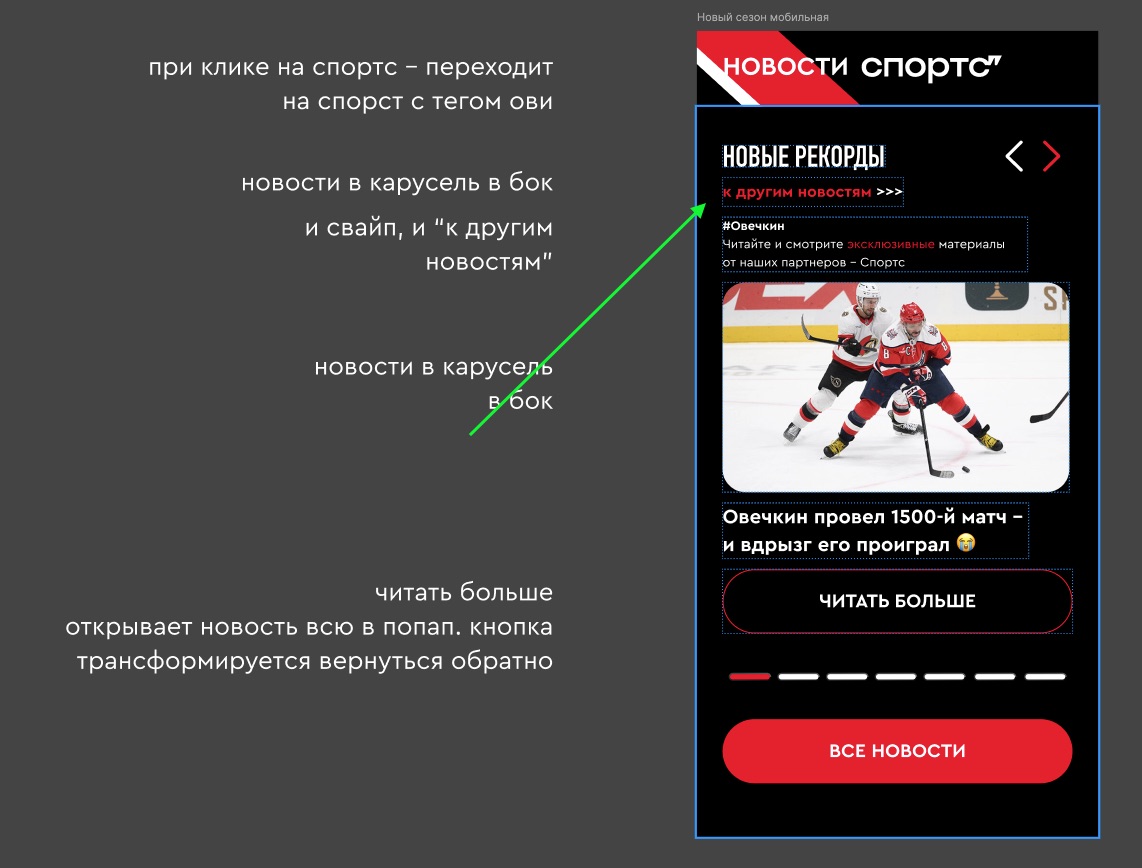 при клике на спортс – переходит
на спорст с тегом ови
новости в карусель в бок
и свайп, и “к другим
новостям”
новости в карусель
в бок
читать больше
открывает новость всю в попап. кнопка
трансформируется вернуться обратно
Новый сезон мобильная
НОВОСТИ спортс”
НОВЫЕ РЕКОРДЫ
к другим новостям >>>
#Овечкин
Читайте и смотрите эксклюзивные материалы
от наших партнеров – Спортс
Овечкин провел 1500-й матч –
и вдрызг его проиграл 😭
ЧИТАТЬ БОЛЬШЕ
ВСЕ НОВОСТИ